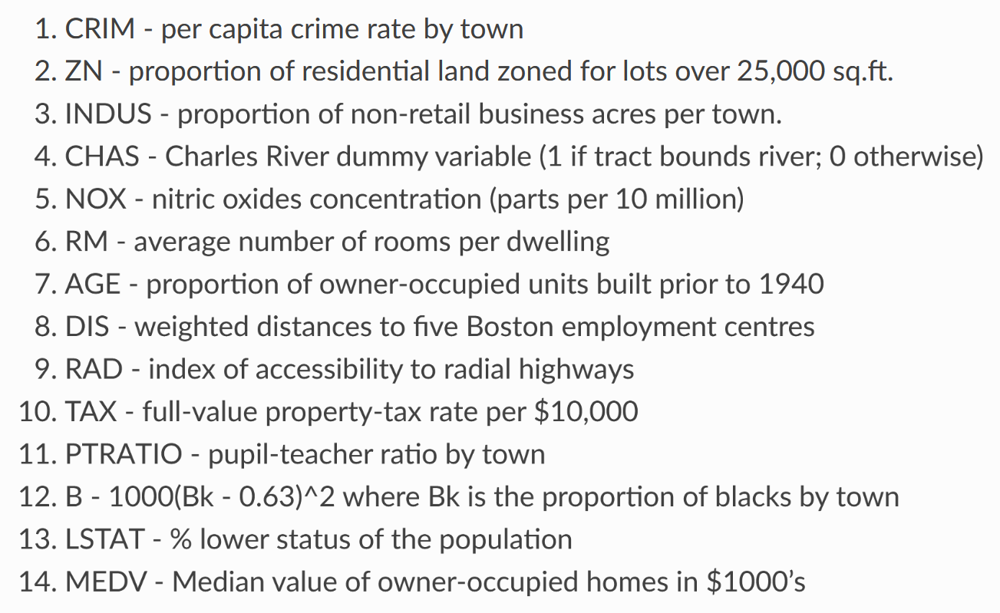 1. CRIM - per capita crime rate by town
2. ZN - proportion of residential land zoned for lots over 25,000 sq.ft.
3. INDUS - proportion of non-retail business acres per town.
4. CHAS - Charles River dummy variable (1 if tract bounds river; 0 otherwise)
5. NOX - nitric oxides concentration (parts per 10 million)
6. RM - average number of rooms per dwelling
7. AGE - proportion of owner-occupied units built prior to 1940
8. DIS - weighted distances to five Boston employment centres
9. RAD - index of accessibility to radial highways
10. TAX - full-value property-tax rate per $10,000
11. PTRATIO - pupil-teacher ratio by town
12. B - 1000(Bk - 0.63)^2 where Bk is the proportion of blacks by town
13. LSTAT - % lower status of the population
14. MEDV - Median value of owner-occupied homes in $1000’s